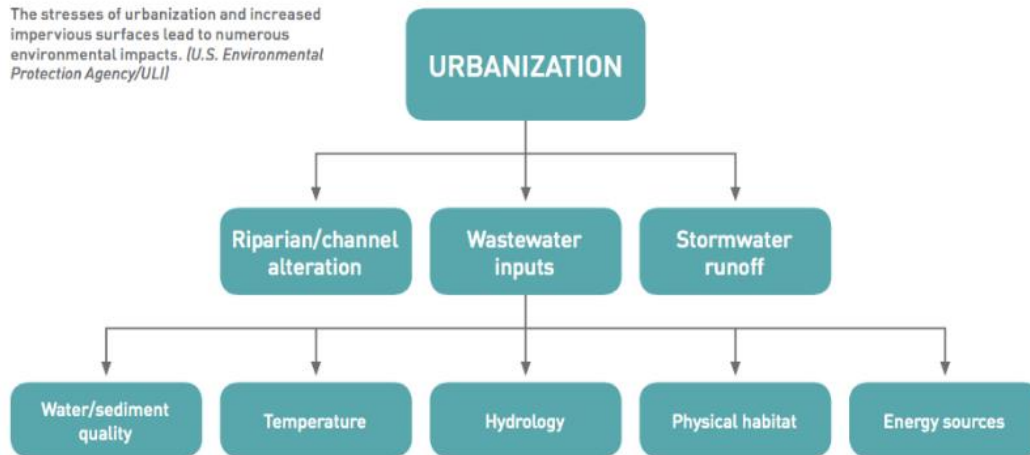 The stresses of urbanization and increased
impervious surfaces lead to numerous
environmental impacts. (U.S. Environmental
Protection Agency/ULI)
URBANIZATION
Riparian/channel
alteration
Wastewater
inputs
Stormwater
runoff
Water/sediment
quality
Temperature
Hydrology
Physical habitat
Energy sources